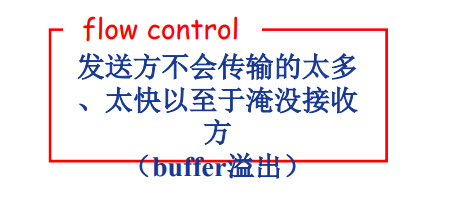 flow control
发送方不会传输的太多
、太快以至于淹没接收
方
（buffer溢出）